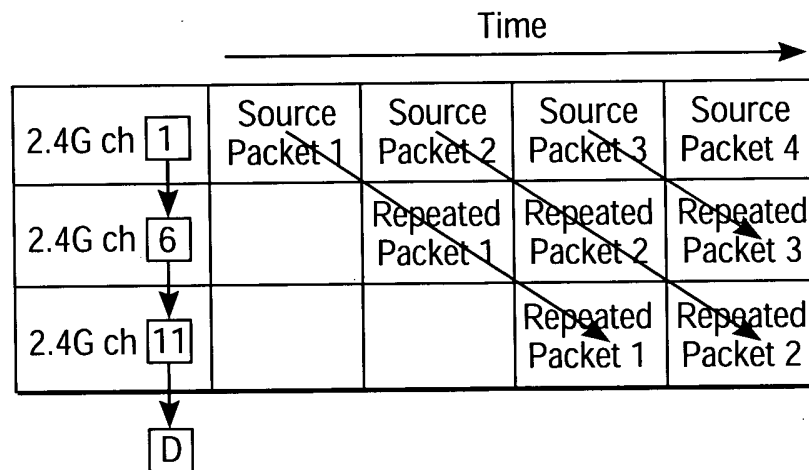 Time
2.4G ch 1
Source
Packet 1
Source
Packet 2
Source
Packet 3
Source
Packet 4
2.4G ch 6
Repeated
Packet 1
Repeated
Packet 2
Repeated
Packet 3
2.4G ch 11
Repeated
Packet 1
Repeated
Packet 2
D